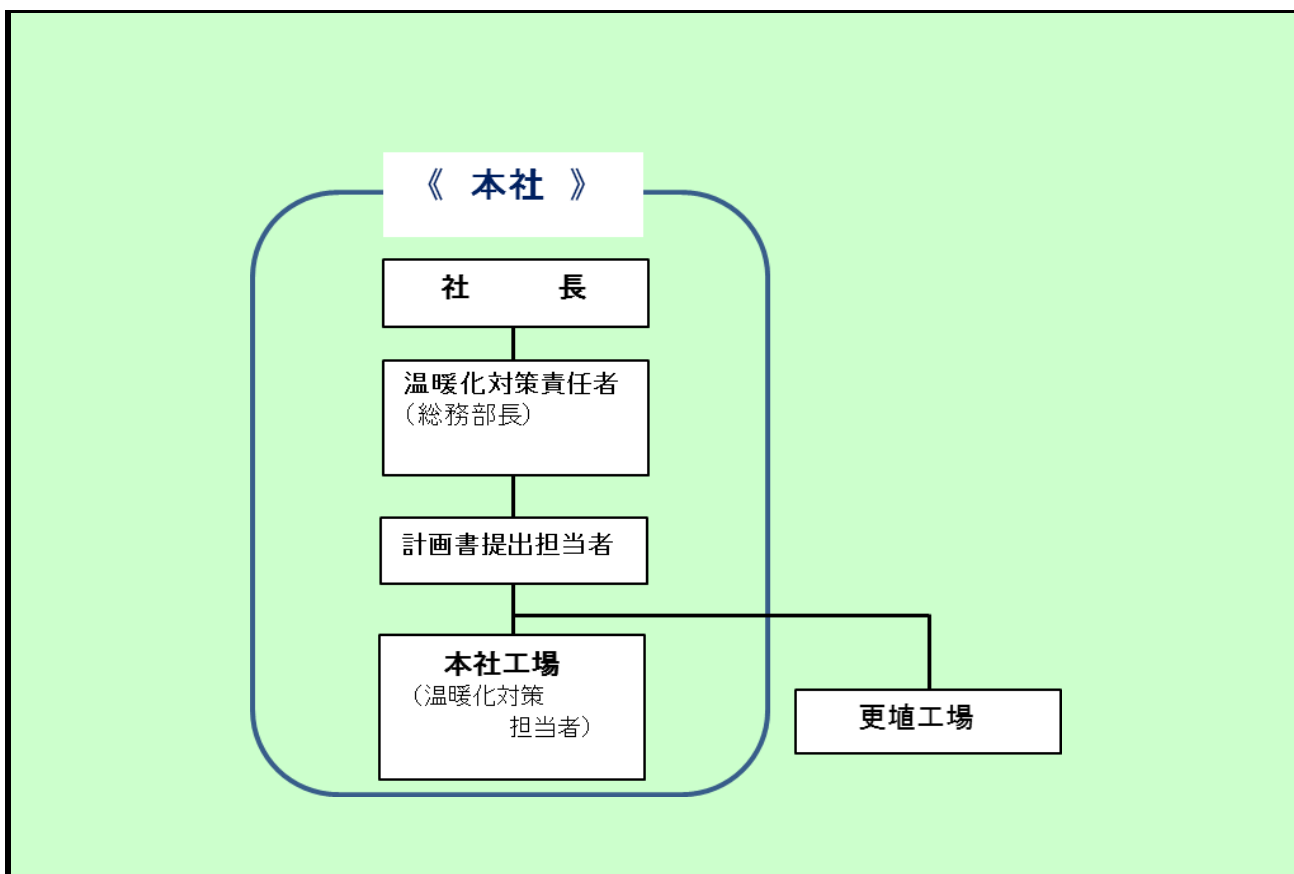 《 本社 》
社 長
温暖化対策責任者
（総務部長）
計画書提出担当者
本社工場
（温暖化対策
担当者）
更埴工場